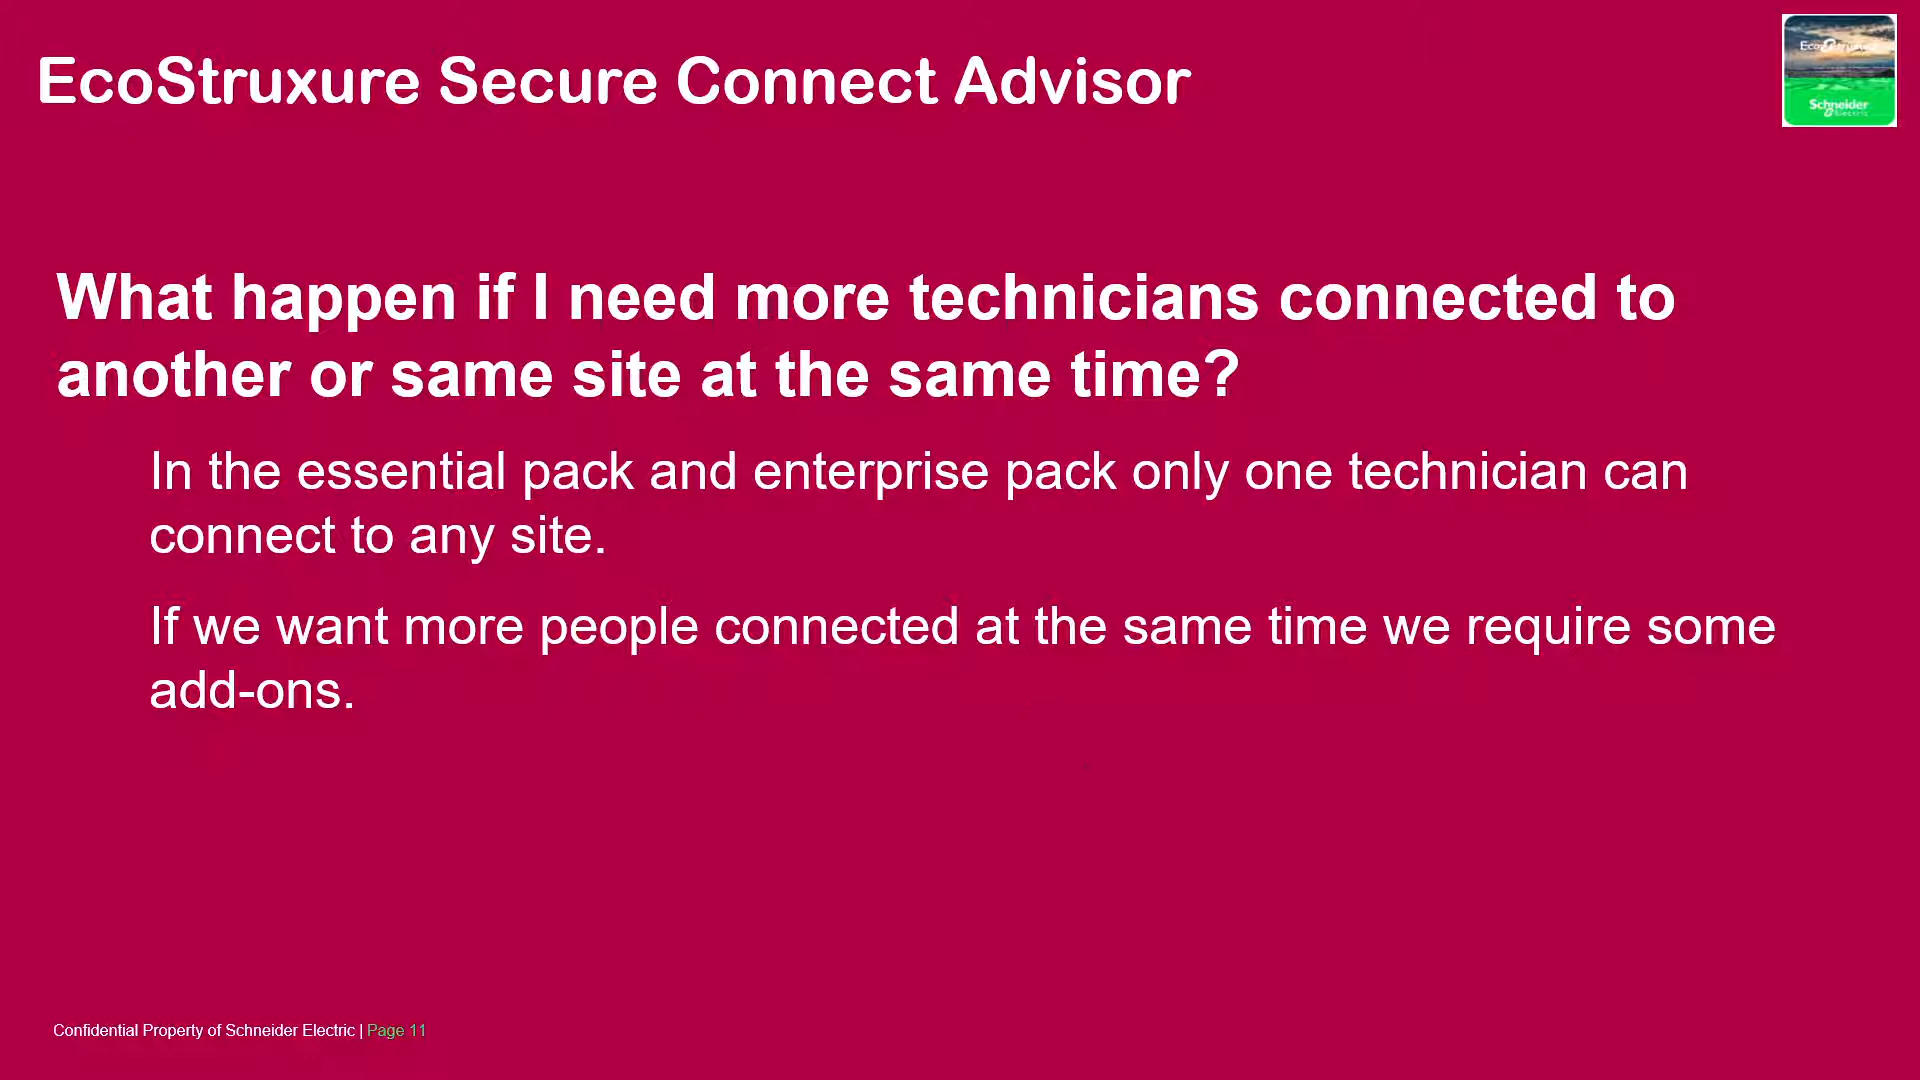 EcoStruxure Secure Connect Advisor
Schneider
Electric
What happen if I need more technicians connected to
another or same site at the same time?
In the essential pack and enterprise pack only one technician can
connect to any site.
If we want more people connected at the same time we require some
add-ons.
Confidential Property of Schneider Electric | Page 11